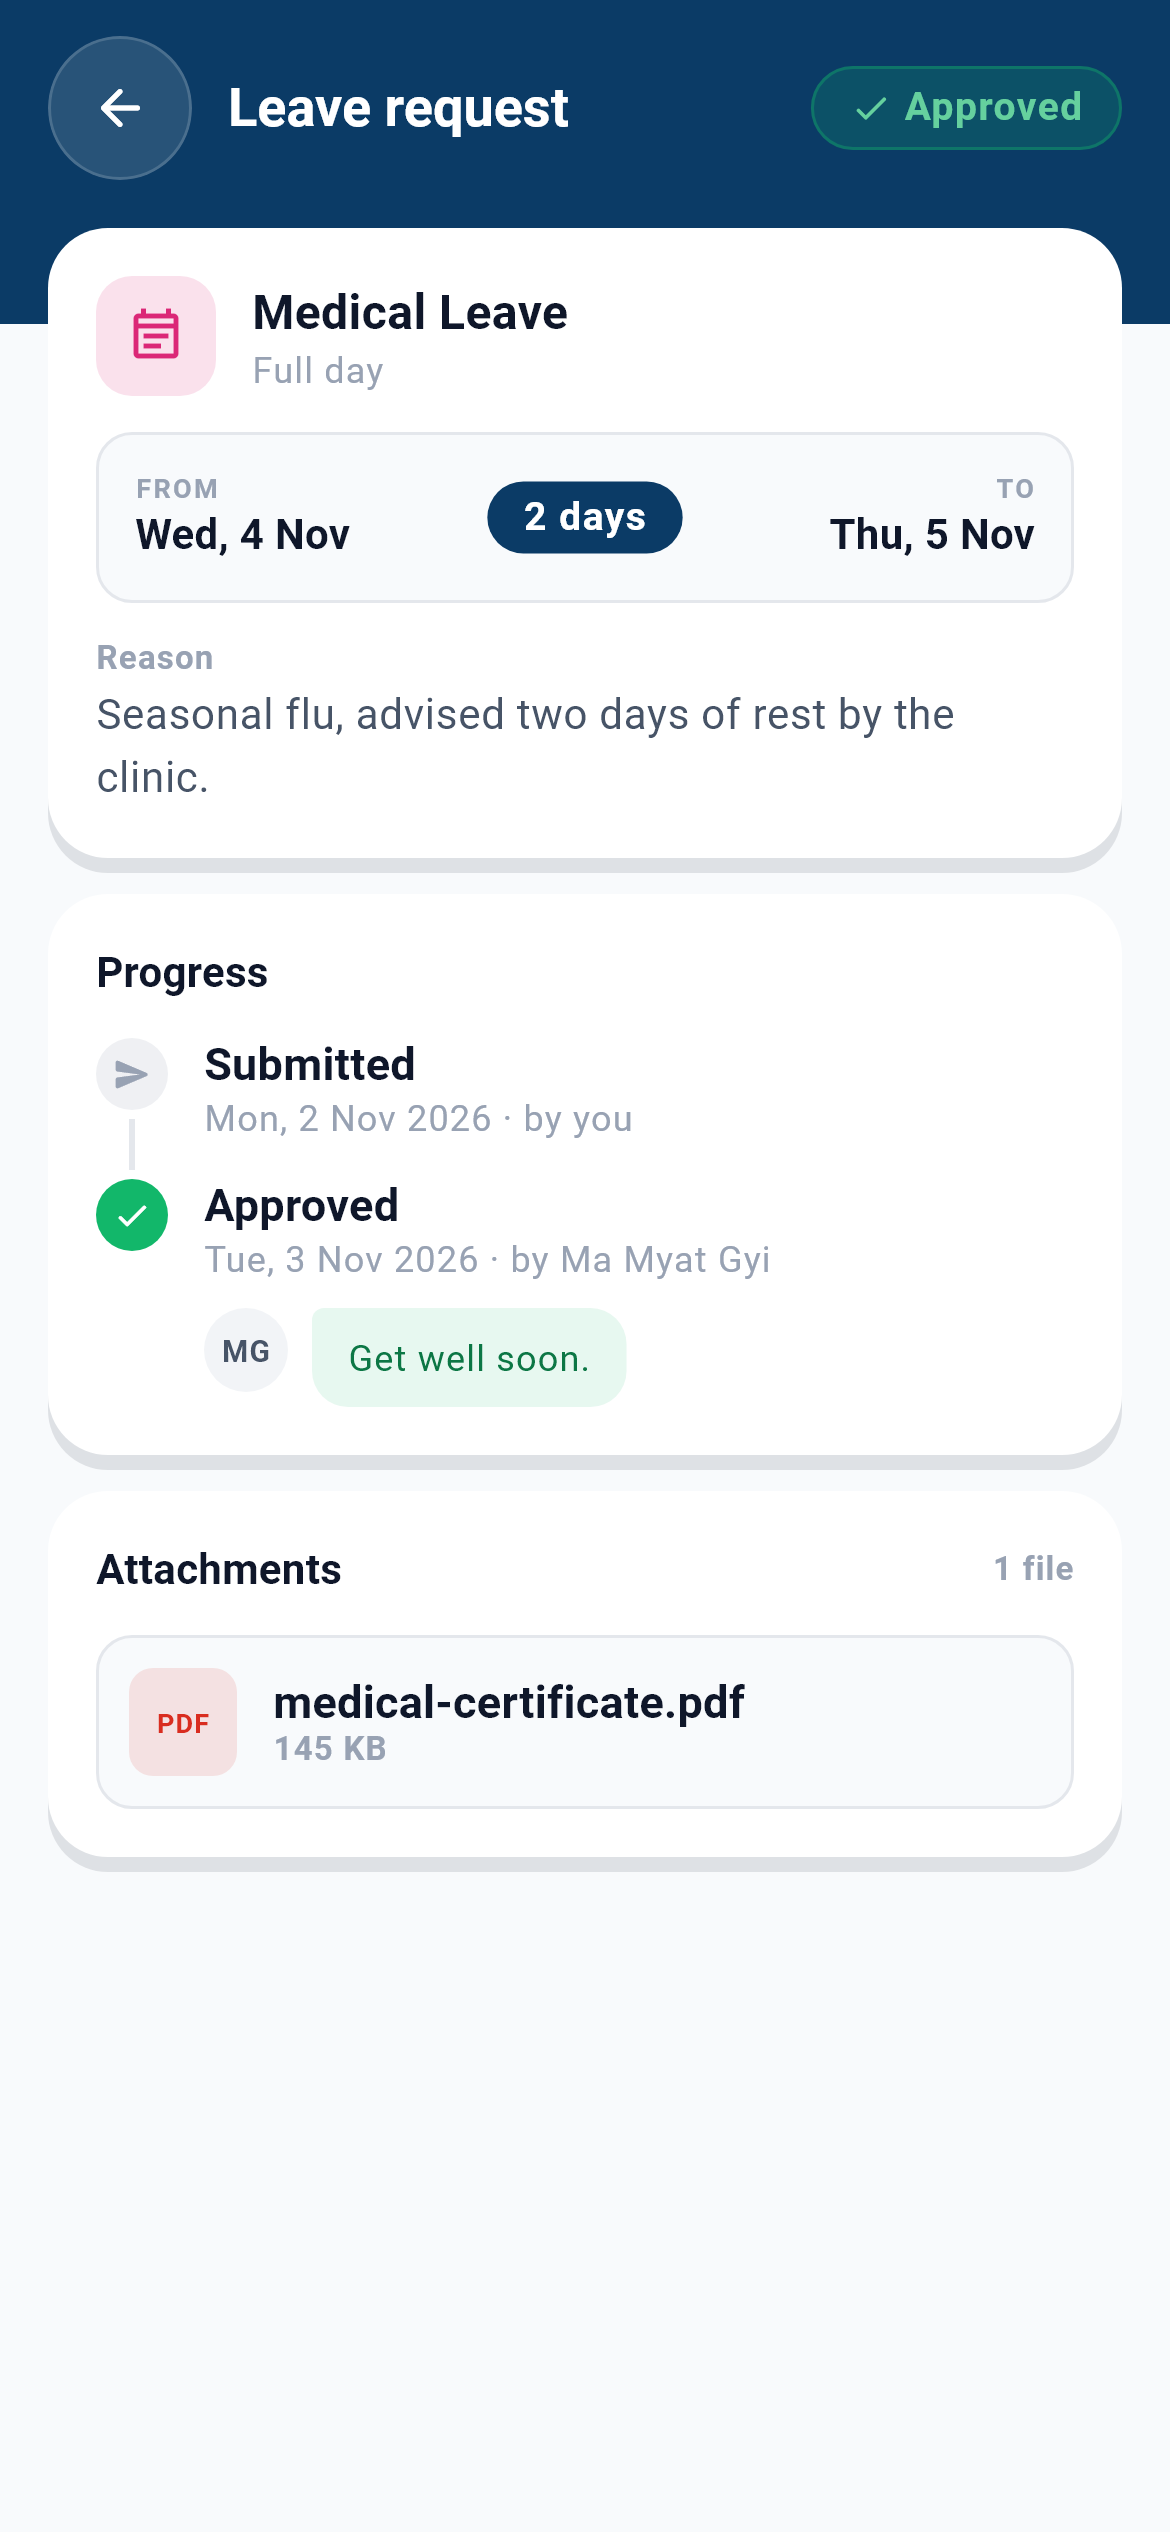 Leave request
Approved
Medical Leave
Full day
FROM
Wed, 4 Nov
2 days
TO
Thu, 5 Nov
Reason
Seasonal flu, advised two days of rest by the
clinic.
Progress
Submitted
Mon, 2 Nov 2026 · by you
Approved
Tue, 3 Nov 2026 · by Ma Myat Gyi
MG
Get well soon.
Attachments
1 file
PDF
medical-certificate.pdf
145 KB